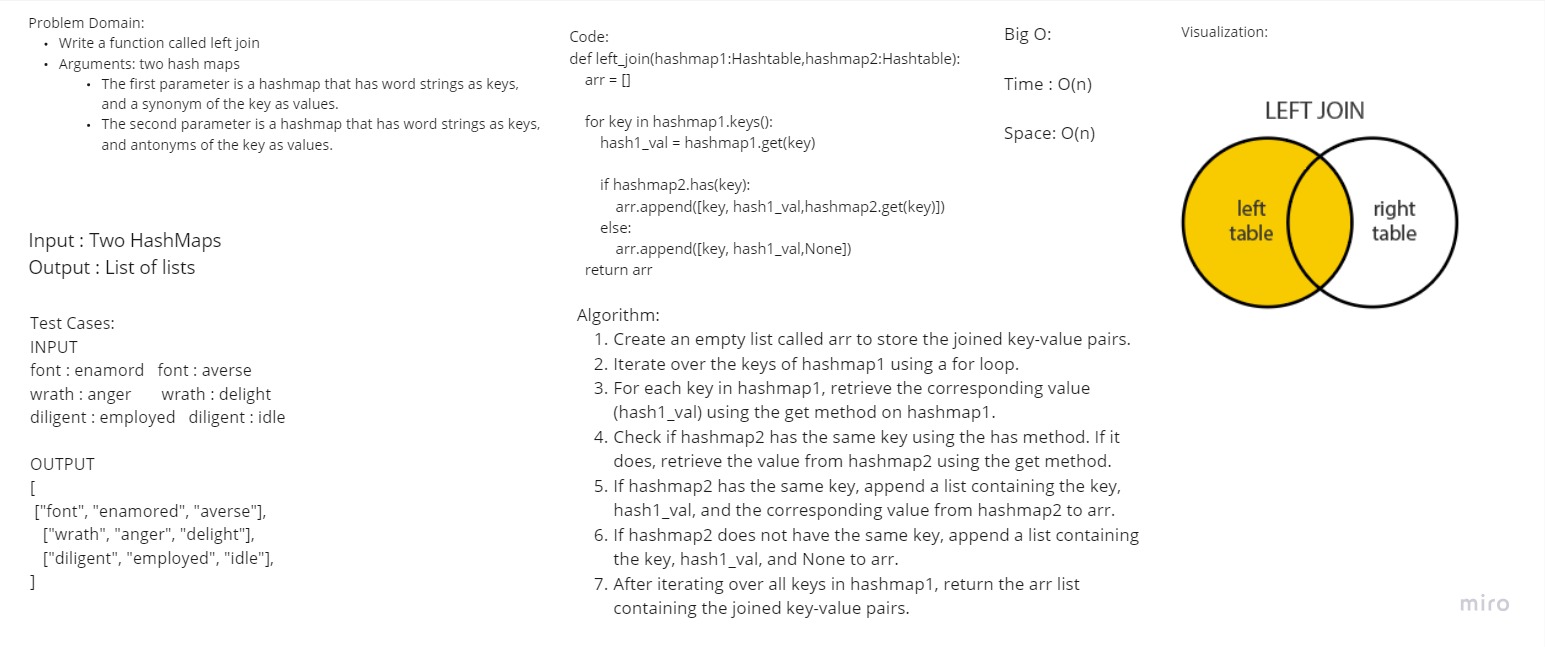 Problem Domain:
• Write a function called left join
• Arguments: two hash maps
• The first parameter is a hashmap that has word strings as keys,
and a synonym of the key as values.
• The second parameter is a hashmap that has word strings as keys,
and antonyms of the key as values.
Input : Two HashMaps
Output : List of lists
Test Cases:
INPUT
font : enamord font : averse
wrath : anger wrath : delight
diligent : employed diligent : idle
OUTPUT
[
["font", "enamored", "averse"],
["wrath", "anger", "delight"],
["diligent", "employed", "idle"],
]
Code:
def left_join(hashmap1:Hashtable,hashmap2:Hashtable):
arr = []
for key in hashmap1.keys():
hash1_val = hashmap1.get(key)
if hashmap2.has(key):
arr.append([key, hash1_val,hashmap2.get(key)])
else:
arr.append([key, hash1_val,None])
return arr
Algorithm:
1. Create an empty list called arr to store the joined key-value pairs.
2. Iterate over the keys of hashmap1 using a for loop.
3. For each key in hashmap1, retrieve the corresponding value
(hash1_val) using the get method on hashmap1.
4. Check if hashmap2 has the same key using the has method. If it
does, retrieve the value from hashmap2 using the get method.
5. If hashmap2 has the same key, append a list containing the key,
hash1_val, and the corresponding value from hashmap2 to arr.
6. If hashmap2 does not have the same key, append a list containing
the key, hash1_val, and None to arr.
7. After iterating over all keys in hashmap1, return the arr list
containing the joined key-value pairs.
Big O:
Time : O(n)
Space: O(n)
Visualization:
LEFT JOIN
left
table
right
table
miro